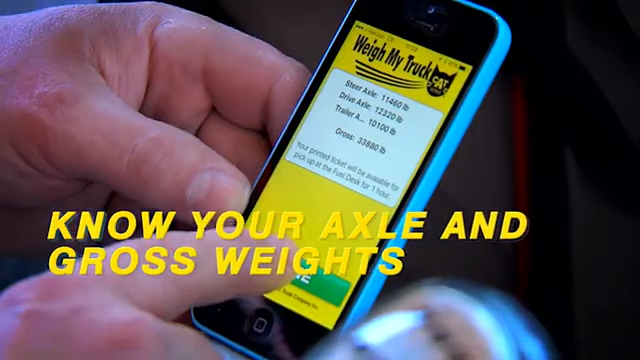 Weigh My Truck
CAT
Steer Axle: 11460 lb
Drive Axle: 12320 lb
Trailer A... 10100 lb
Gross: 33880 lb
Your printed ticket will be available for
pick up at the Fuel Desk for 1 hour.
KNOW YOUR AXLE AND
GROSS WEIGHTS